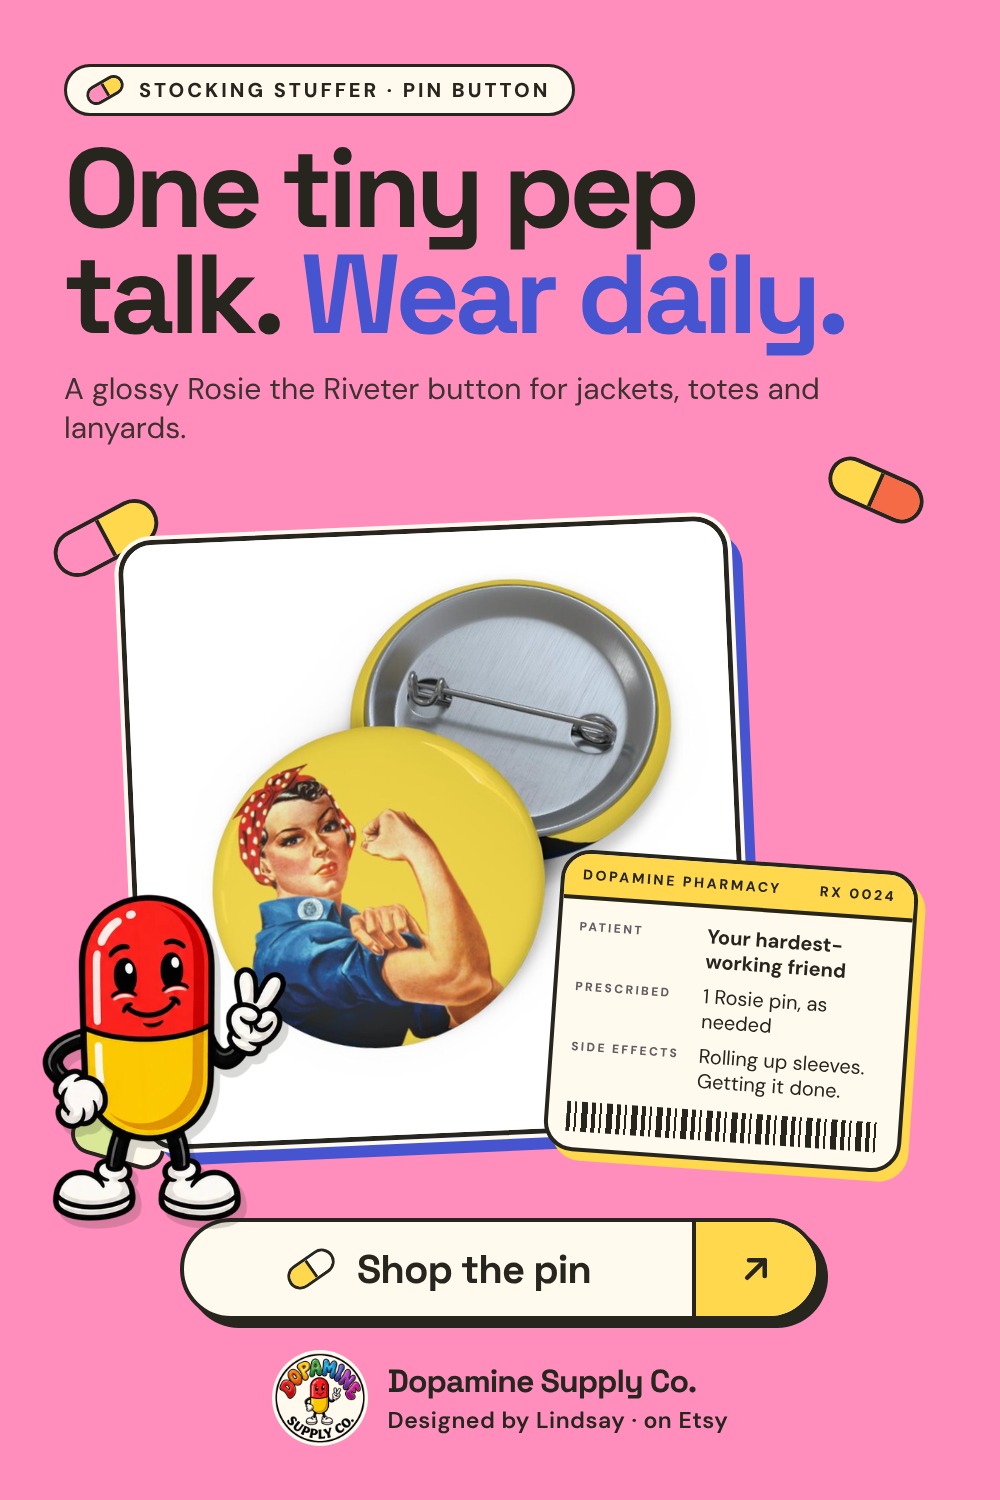 STOCKING STUFFER · PIN BUTTON
One tiny pep
talk. Wear daily.
A glossy Rosie the Riveter button for jackets, totes and
lanyards.
DOPAMINE PHARMACY RX 0024
PATIENT Your hardest-
working friend
PRESCRIBED 1 Rosie pin, as
needed
SIDE EFFECTS Rolling up sleeves.
Getting it done.
Shop the pin
DOPAMINE
SUPPLY CO.
Dopamine Supply Co.
Designed by Lindsay · on Etsy